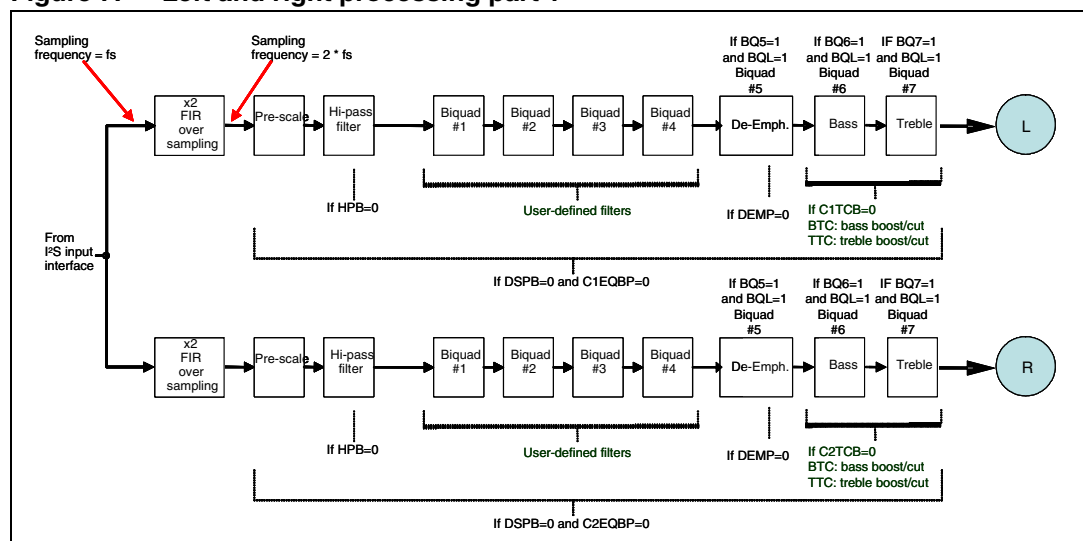 Sampling
frequency = fs
Sampling
frequency = 2 * fs
If BQ5=1
and BQL=1
Biquad
#5
If BQ6=1
and BQL=1
Biquad
#6
IF BQ7=1
and BQL=1
Biquad
#7
x2
FIR
over
sampling
Pre-scale
Hi-pass
filter
Biquad
#1
Biquad
#2
Biquad
#3
Biquad
#4
De-Emph.
Bass
Treble
L
If HPB=0
User-defined filters
If DEMP=0
If C1TCB=0
BTC: bass boost/cut
TTC: treble boost/cut
From
I²S input
interface
If DSPB=0 and C1EQBP=0
If BQ5=1
and BQL=1
Biquad
#5
If BQ6=1
and BQL=1
Biquad
#6
IF BQ7=1
and BQL=1
Biquad
#7
x2
FIR
over
sampling
Pre-scale
Hi-pass
filter
Biquad
#1
Biquad
#2
Biquad
#3
Biquad
#4
De-Emph.
Bass
Treble
R
If HPB=0
User-defined filters
If DEMP=0
If C2TCB=0
BTC: bass boost/cut
TTC: treble boost/cut
If DSPB=0 and C2EQBP=0